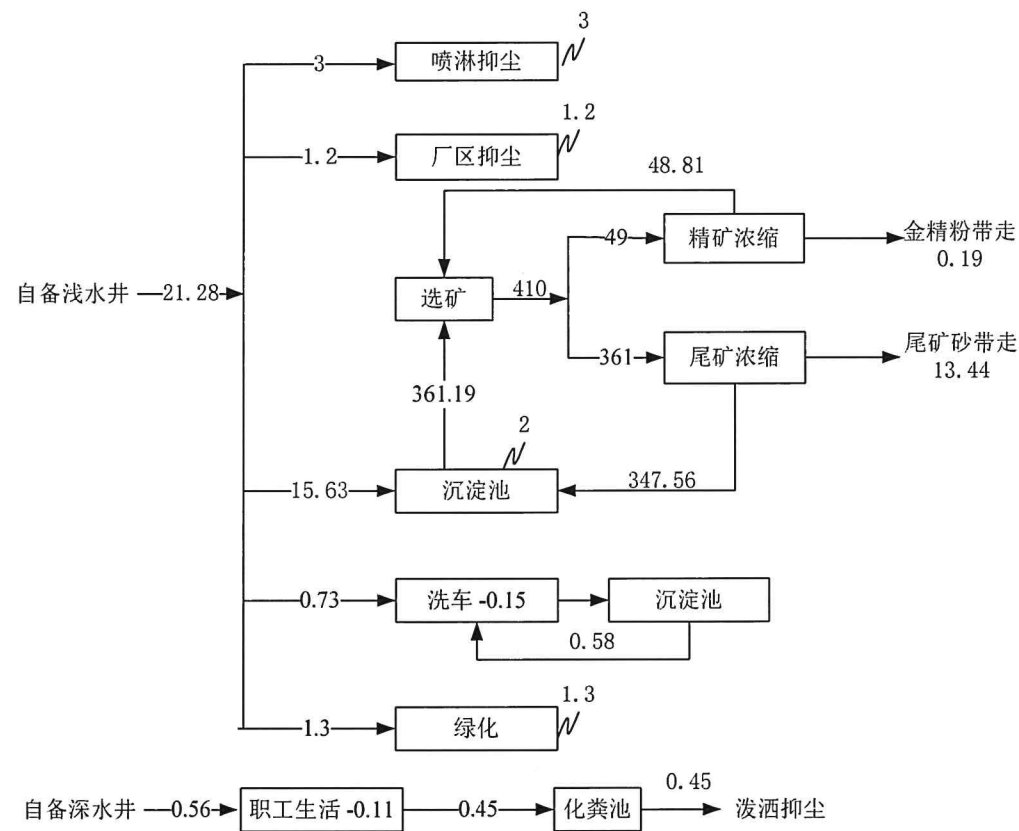 3
3
喷淋抑尘
1.2
1.2
厂区抑尘
48.81
49
精矿浓缩
金精粉带走
0.19
自备浅水井
21.28
选矿
410
361
尾矿浓缩
尾矿砂带走
13.44
361.19
2
15.63
沉淀池
347.56
0.73
洗车 -0.15
沉淀池
0.58
1.3
1.3
绿化
自备深水井
0.56
职工生活 -0.11
0.45
化粪池
0.45
泼洒抑尘